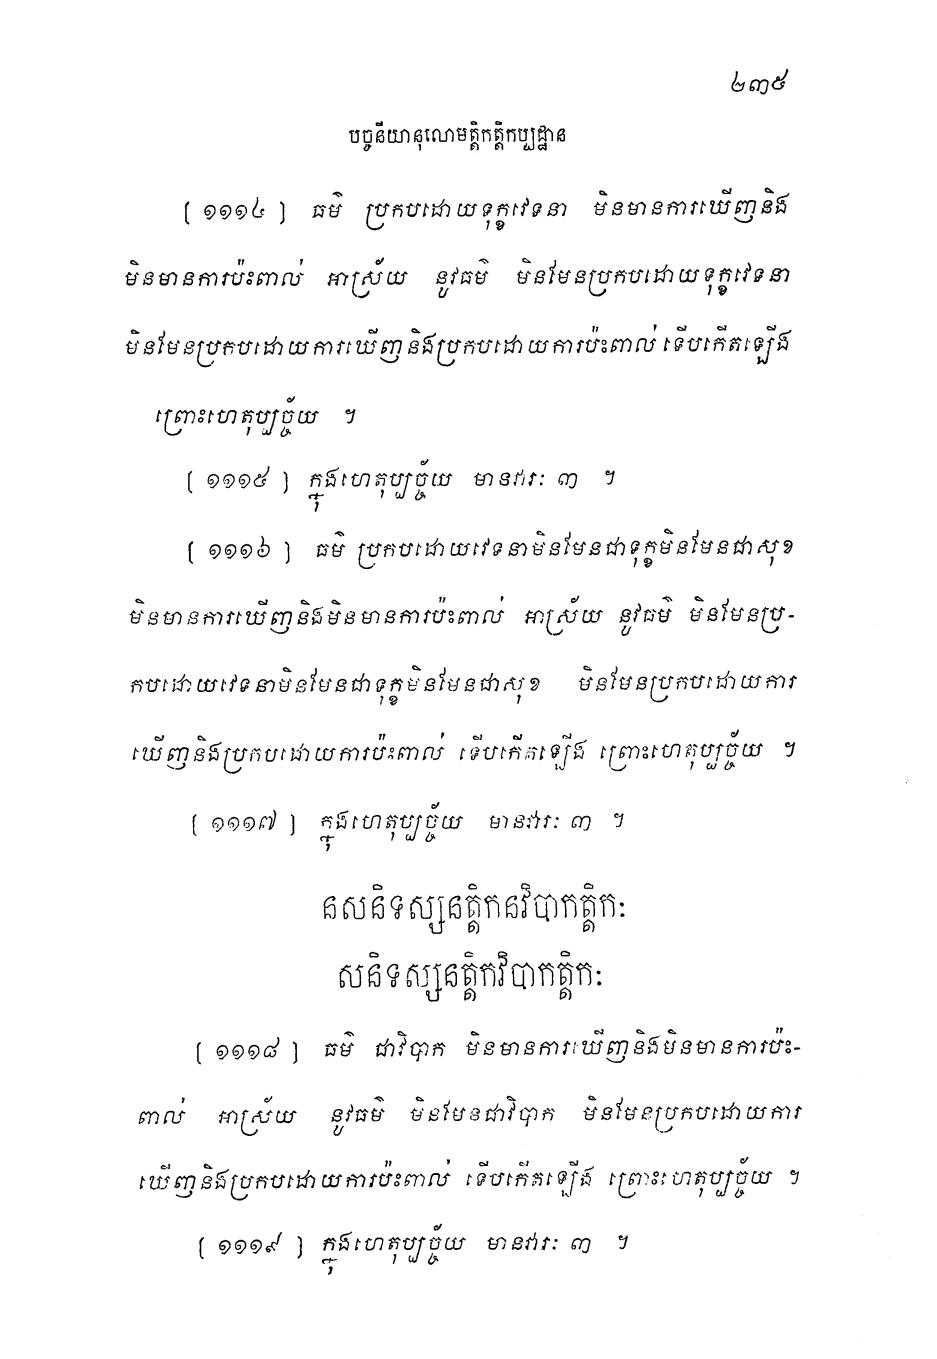 ២៣៥
បច្ចនីយានុលោមត្តិកត្តិកប្បដ្ឋាន
[ ១១១៤ ] ធម៌ ប្រកបដោយទុក្ខវេទនា មិនមានការឃើញនិង
មិនមានការប៉ះពាល់ អាស្រ័យ នូវធម៌ មិនមែនប្រកបដោយទុក្ខវេទនា
មិនមែនប្រកបដោយការឃើញនិងប្រកបដោយការប៉ះពាល់ ទើបកើតឡើង
ព្រោះហេតុប្បច្ច័យ ។
[ ១១១៥ ] ក្នុងហេតុប្បច្ច័យ មានវារៈ ៣ ។
[ ១១១៦ ] ធម៌ ប្រកបដោយវេទនាមិនមែនជាទុក្ខមិនមែនជាសុខ
មិនមានការឃើញនិងមិនមានការប៉ះពាល់ អាស្រ័យ នូវធម៌ មិនមែនប្រ-
កបដោយវេទនាមិនមែនជាទុក្ខមិនមែនជាសុខ មិនមែនប្រកបដោយការ
ឃើញនិងប្រកបដោយការប៉ះពាល់ ទើបកើតឡើង ព្រោះហេតុប្បច្ច័យ ។
[ ១១១៧ ] ក្នុងហេតុប្បច្ច័យ មានវារៈ ៣ ។
នសនិទស្សនត្តិកនវិបាកត្តិកៈ
សនិទស្សនត្តិកវិបាកត្តិកៈ
[ ១១១៨ ] ធម៌ ជាវិបាក មិនមានការឃើញនិងមិនមានការប៉ះ-
ពាល់ អាស្រ័យ នូវធម៌ មិនមែនជាវិបាក មិនមែនប្រកបដោយការ
ឃើញនិងប្រកបដោយការប៉ះពាល់ ទើបកើតឡើង ព្រោះហេតុប្បច្ច័យ ។
[ ១១១៩ ] ក្នុងហេតុប្បច្ច័យ មានវារៈ ៣ ។